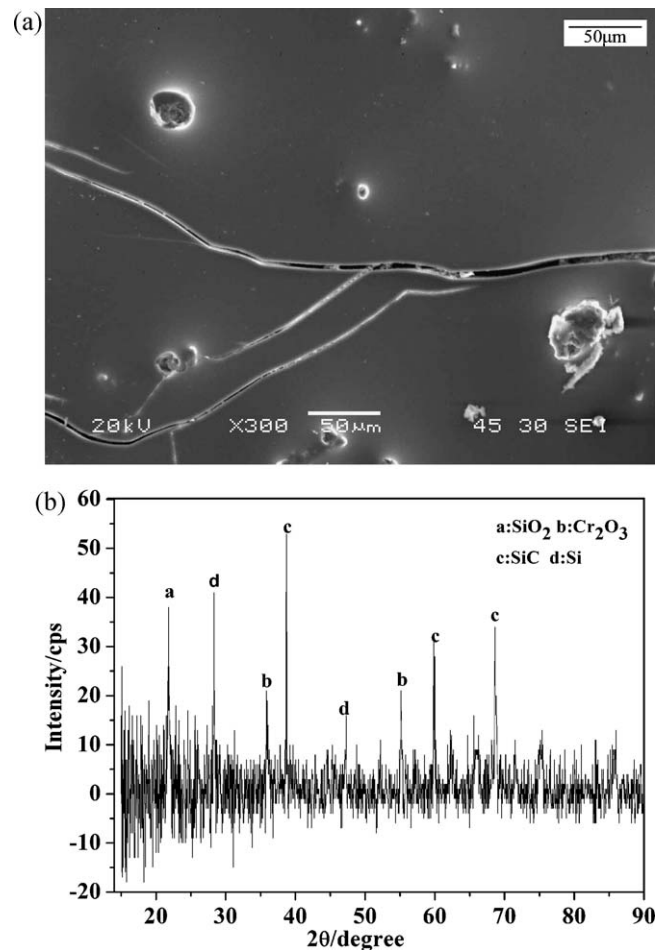 (a)
50μm
20kV X300 50μm 45 30 SEI
(b)
60
50
40
30
20
10
0
-10
-20
Intensity/cps
a:SiO2 b:Cr2O3
c:SiC d:Si
c
d
a
b
d
b
c
c
20 30 40 50 60 70 80 90
2θ/degree